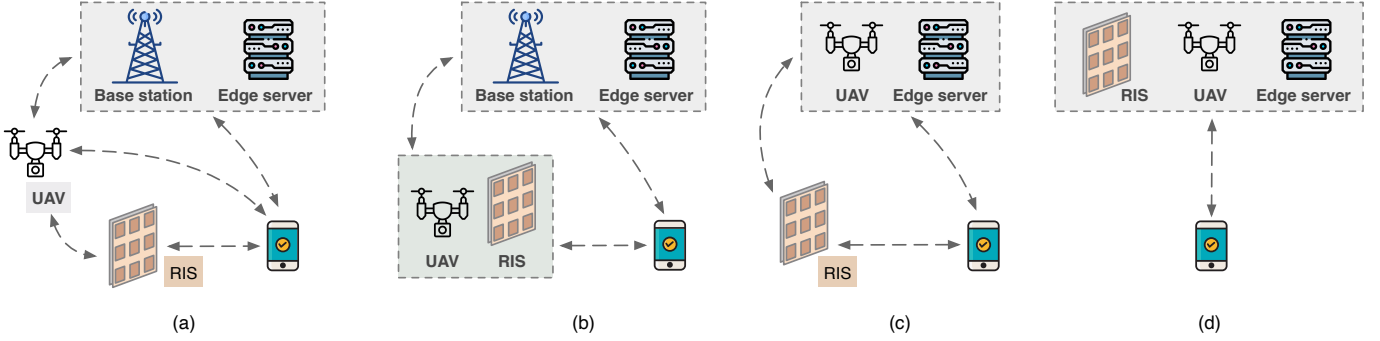 Base station Edge server
UAV
RIS
(a)
Base station Edge server
UAV RIS
(b)
UAV Edge server
RIS
(c)
RIS UAV Edge server
(d)